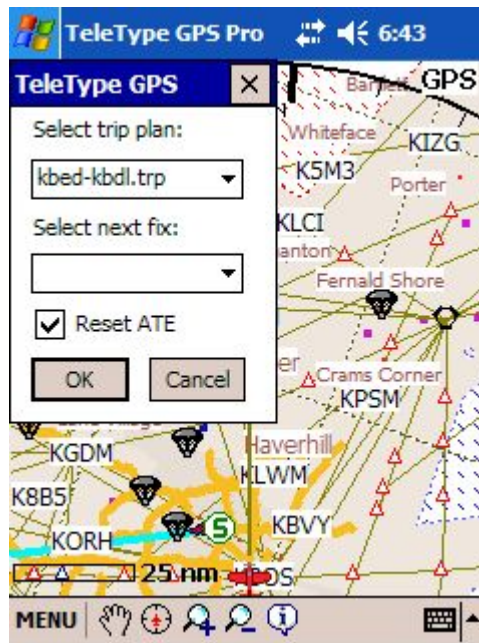 TeleType GPS Pro 6:43
TeleType GPS
GPS
Select trip plan:
kbed-kbdl.trp
Select next fix:
Reset ATE
OK Cancel
Whiteface
KIZG
K5M3
Porter
KLCI
Fernald Shore
Crams Corner
KPSM
Haverhill
KGDM
KLWM
K8B5
S
KBVY
KORH
25 nm
MENU